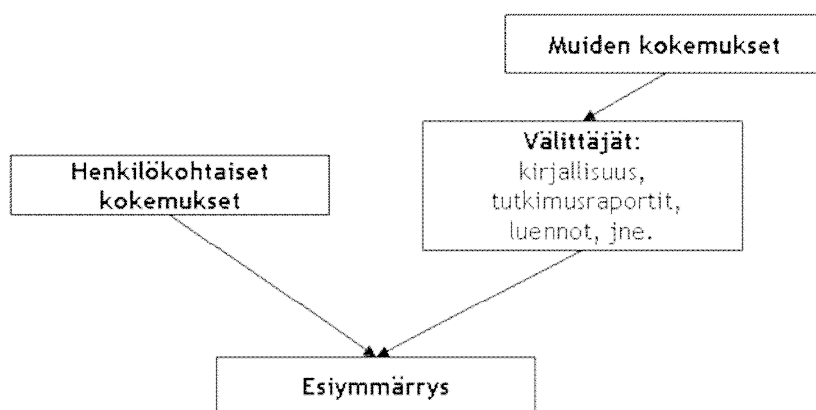 Muiden kokemukset
Välittäjät:
kirjallisuus,
tutkimusraportit,
luennot, jne.
Henkilökohtaiset
kokemukset
Esiymmärrys